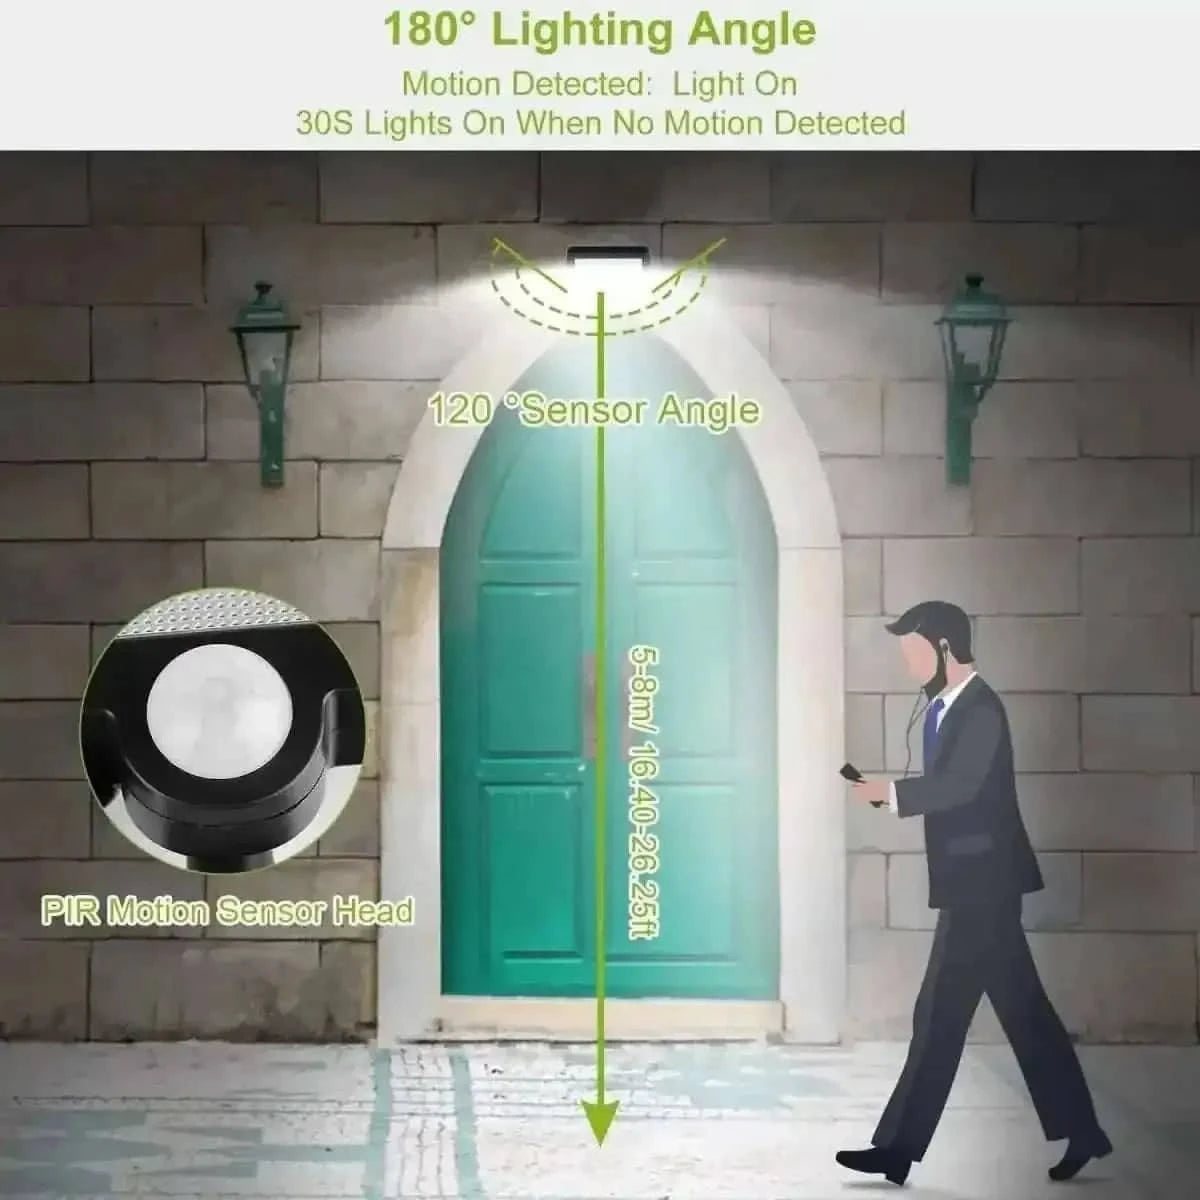 180° Lighting Angle
Motion Detected: Light On
30S Lights On When No Motion Detected
120 °Sensor Angle
5-8m/ 16.40-26.25ft
PIR Motion Sensor Head